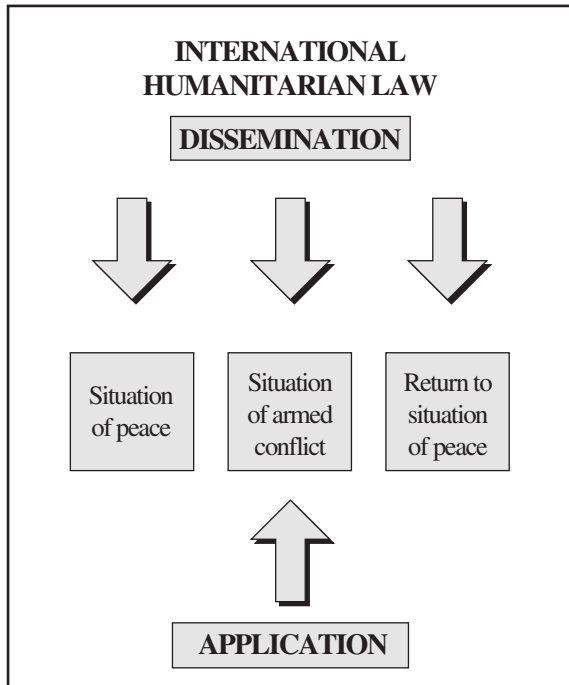 INTERNATIONAL
HUMANITARIAN LAW
DISSEMINATION
Situation
of peace
Situation
of armed
conflict
Return to
situation
of peace
APPLICATION